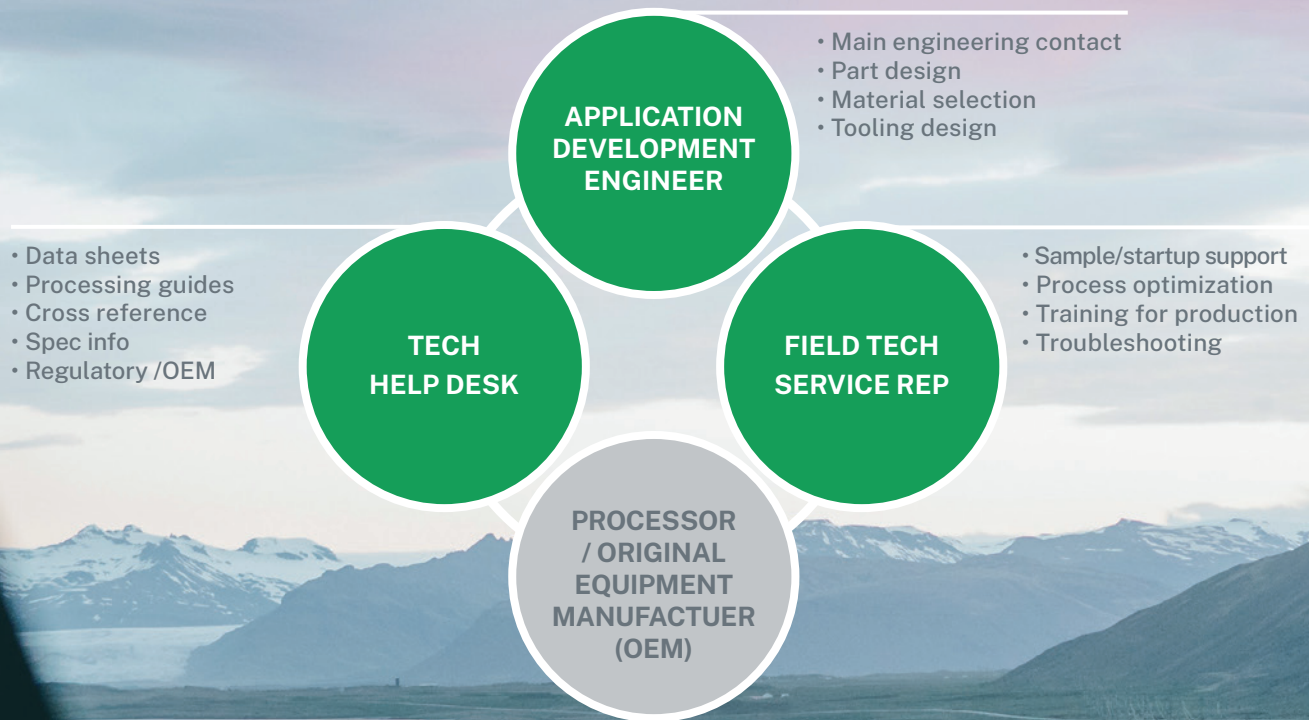 APPLICATION
DEVELOPMENT
ENGINEER
• Main engineering contact
• Part design
• Material selection
• Tooling design
• Data sheets
• Processing guides
• Cross reference
• Spec info
• Regulatory /OEM
TECH
HELP DESK
FIELD TECH
SERVICE REP
• Sample/startup support
• Process optimization
• Training for production
• Troubleshooting
PROCESSOR
/ ORIGINAL
EQUIPMENT
MANUFACTUER
(OEM)